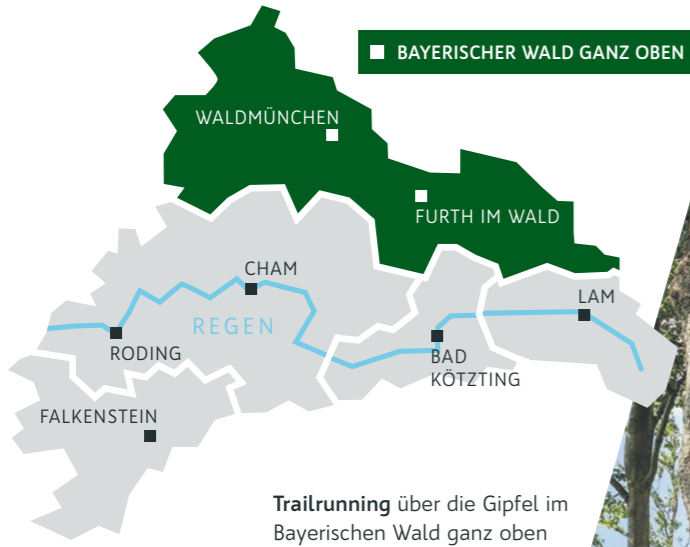 BAYERISCHER WALD GANZ OBEN
WALDMÜNCHEN
FURTH IM WALD
CHAM
LAM
REGEN
RODING
BAD
KÖTZTING
FALKENSTEIN
Trailrunning über die Gipfel im
Bayerischen Wald ganz oben